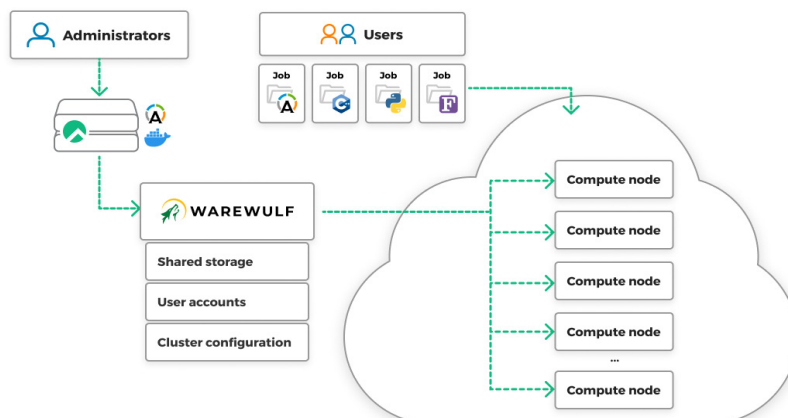 Administrators
Users
Job
Job
Job
Job
A
C
F
A
WAREWULF
Shared storage
User accounts
Cluster configuration
Compute node
Compute node
Compute node
Compute node
...
Compute node